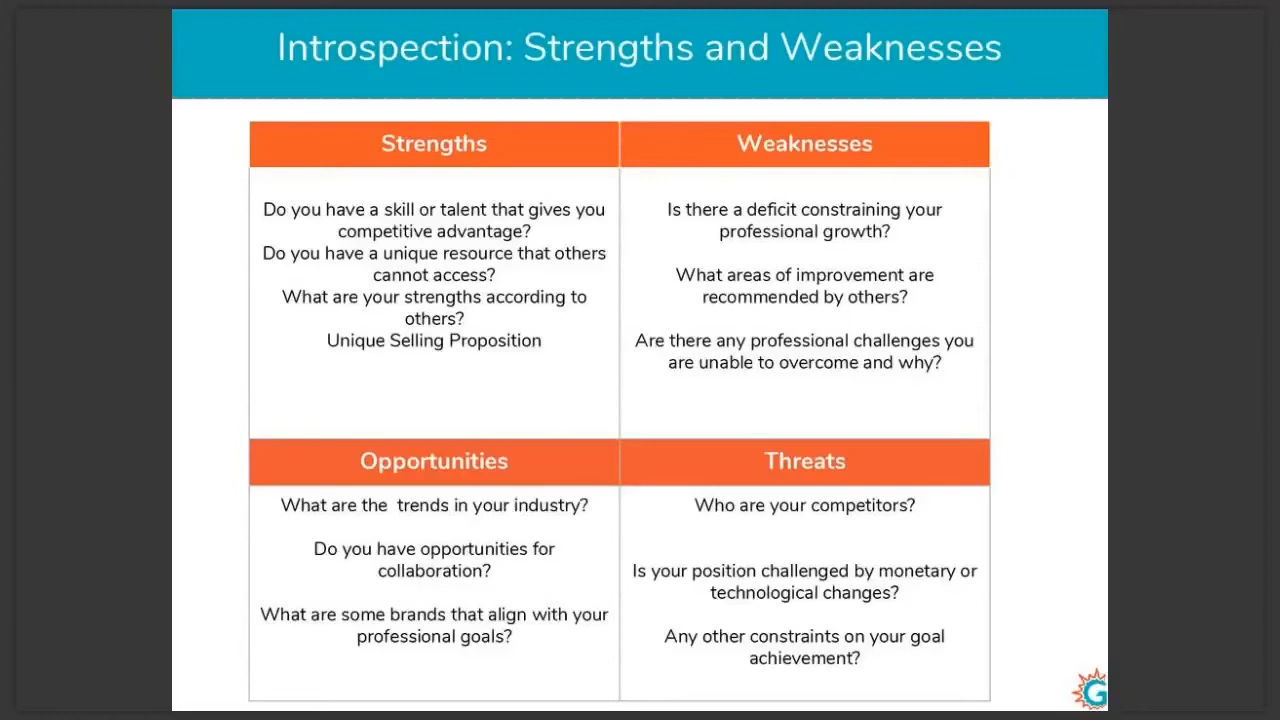 Introspection: Strengths and Weaknesses
Strengths
Do you have a skill or talent that gives you
competitive advantage?
Do you have a unique resource that others
cannot access?
What are your strengths according to
others?
Unique Selling Proposition
Weaknesses
Is there a deficit constraining your
professional growth?
What areas of improvement are
recommended by others?
Are there any professional challenges you
are unable to overcome and why?
Opportunities
What are the  trends in your industry?
Do you have opportunities for
collaboration?
What are some brands that align with your
professional goals?
Threats
Who are your competitors?
Is your position challenged by monetary or
technological changes?
Any other constraints on your goal
achievement?
G